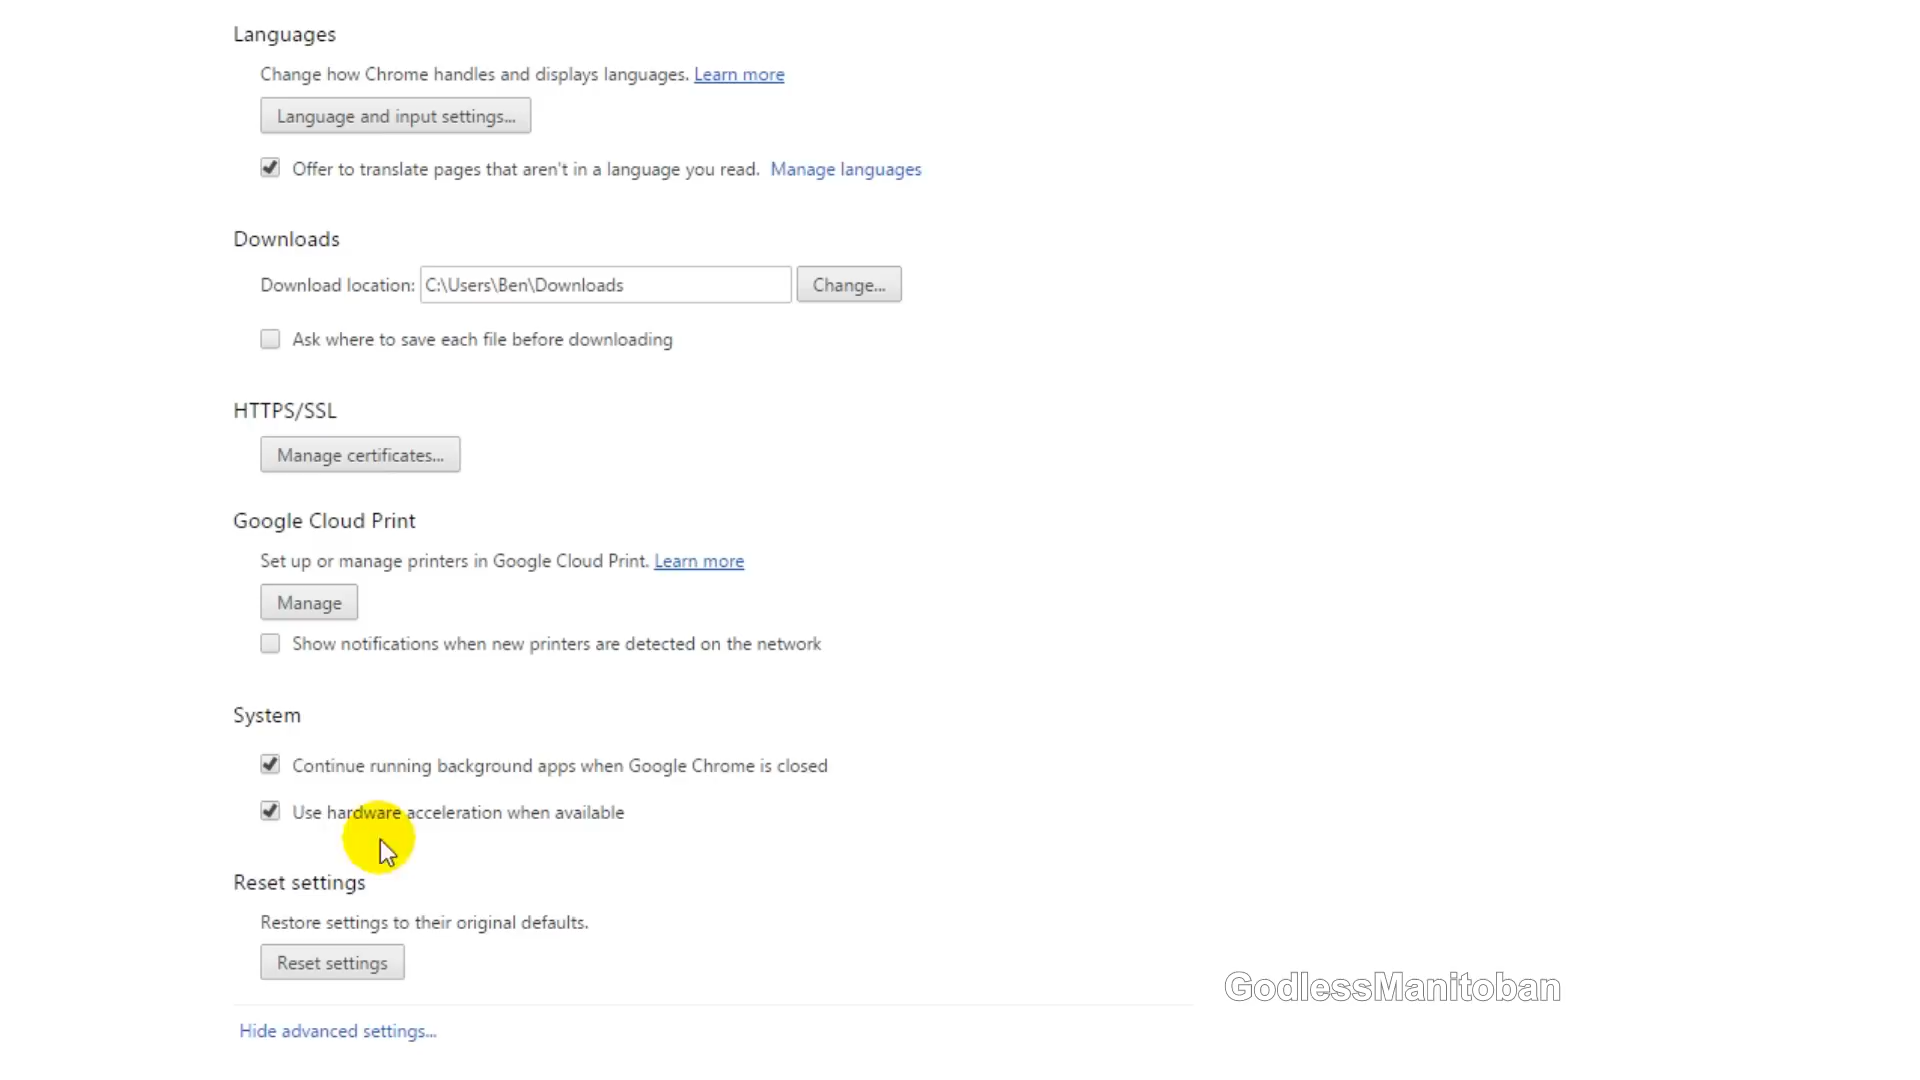 Languages
Change how Chrome handles and displays languages. Learn more
Language and input settings...
Offer to translate pages that aren't in a language you read. Manage languages
Downloads
Download location: C:\Users\Ben\Downloads Change...
Ask where to save each file before downloading
HTTPS/SSL
Manage certificates...
Google Cloud Print
Set up or manage printers in Google Cloud Print. Learn more
Manage
Show notifications when new printers are detected on the network
System
Continue running background apps when Google Chrome is closed
Use hardware acceleration when available
Reset settings
Restore settings to their original defaults.
Reset settings
GodlessManitoban
Hide advanced settings...